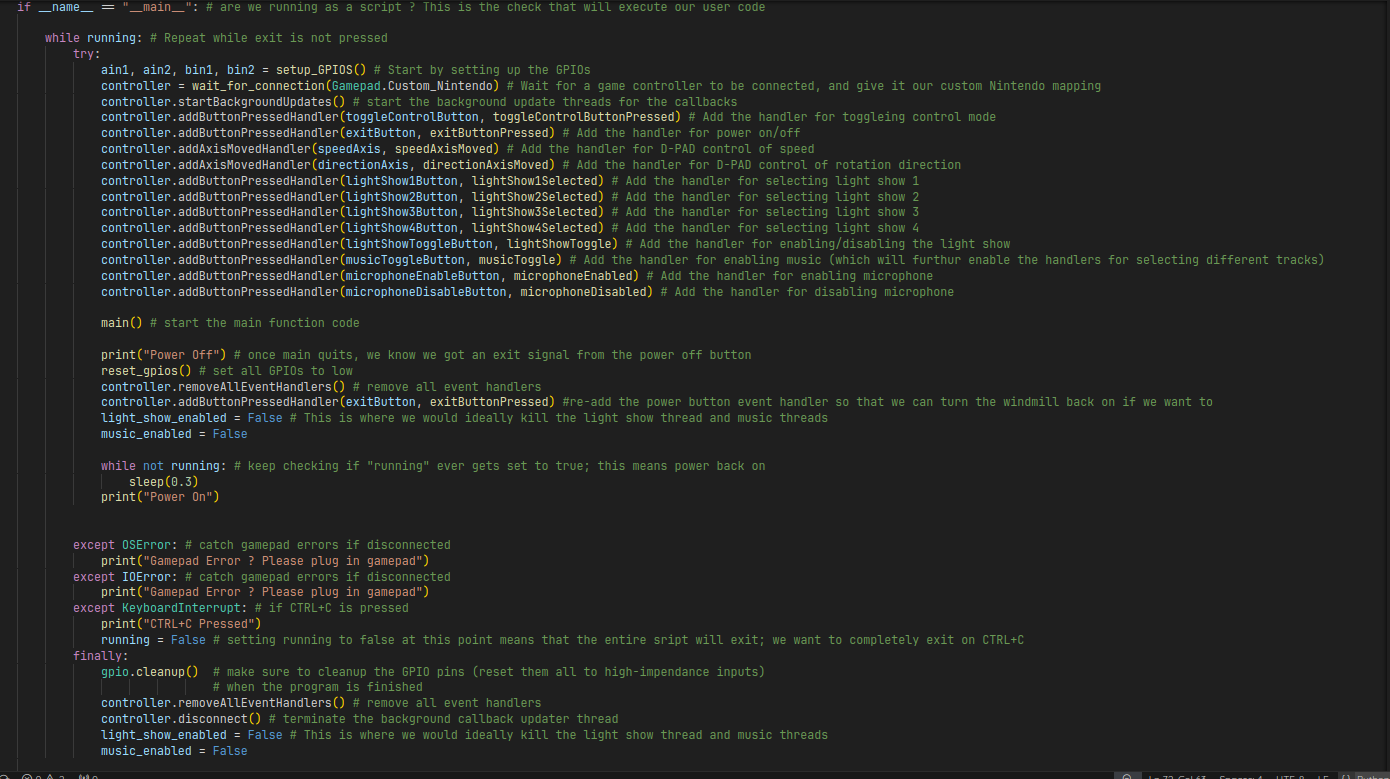 if __name__ == "__main__": # are we running as a script ? This is the check that will execute our user code
while running: # Repeat while exit is not pressed
try:
ain1, ain2, bin1, bin2 = setup_GPIOS() # Start by setting up the GPIOs
controller = wait_for_connection(Gamepad.Custom_Nintendo) # Wait for a game controller to be connected, and give it our custom Nintendo mapping
controller.startBackgroundUpdates() # start the background update threads for the callbacks
controller.addButtonPressedHandler(toggleControlButton, toggleControlButtonPressed) # Add the handler for toggleing control mode
controller.addButtonPressedHandler(exitButton, exitButtonPressed) # Add the handler for power on/off
controller.addAxisMovedHandler(speedAxis, speedAxisMoved) # Add the handler for D-PAD control of speed
controller.addAxisMovedHandler(directionAxis, directionAxisMoved) # Add the handler for D-PAD control of rotation direction
controller.addButtonPressedHandler(lightShow1Button, lightShow1Selected) # Add the handler for selecting light show 1
controller.addButtonPressedHandler(lightShow2Button, lightShow2Selected) # Add the handler for selecting light show 2
controller.addButtonPressedHandler(lightShow3Button, lightShow3Selected) # Add the handler for selecting light show 3
controller.addButtonPressedHandler(lightShow4Button, lightShow4Selected) # Add the handler for selecting light show 4
controller.addButtonPressedHandler(lightShowToggleButton, lightShowToggle) # Add the handler for enabling/disabling the light show
controller.addButtonPressedHandler(musicToggleButton, musicToggle) # Add the handler for enabling music (which will furthur enable the handlers for selecting different tracks)
controller.addButtonPressedHandler(microphoneEnableButton, microphoneEnabled) # Add the handler for enabling microphone
controller.addButtonPressedHandler(microphoneDisableButton, microphoneDisabled) # Add the handler for disabling microphone
main() # start the main function code
print("Power Off") # once main quits, we know we got an exit signal from the power off button
reset_gpios() # set all GPIOs to low
controller.removeAllEventHandlers() # remove all event handlers
controller.addButtonPressedHandler(exitButton, exitButtonPressed) #re-add the power button event handler so that we can turn the windmill back on if we want to
light_show_enabled = False # This is where we would ideally kill the light show thread and music threads
music_enabled = False
while not running: # keep checking if "running" ever gets set to true; this means power back on
sleep(0.3)
print("Power On")
except OSError: # catch gamepad errors if disconnected
print("Gamepad Error ? Please plug in gamepad")
except IOError: # catch gamepad errors if disconnected
print("Gamepad Error ? Please plug in gamepad")
except KeyboardInterrupt: # if CTRL+C is pressed
print("CTRL+C Pressed")
running = False # setting running to false at this point means that the entire sript will exit; we want to completely exit on CTRL+C
finally:
gpio.cleanup() # make sure to cleanup the GPIO pins (reset them all to high-impendance inputs)
# when the program is finished
controller.removeAllEventHandlers() # remove all event handlers
controller.disconnect() # terminate the background callback updater thread
light_show_enabled = False # This is where we would ideally kill the light show thread and music threads
music_enabled = False